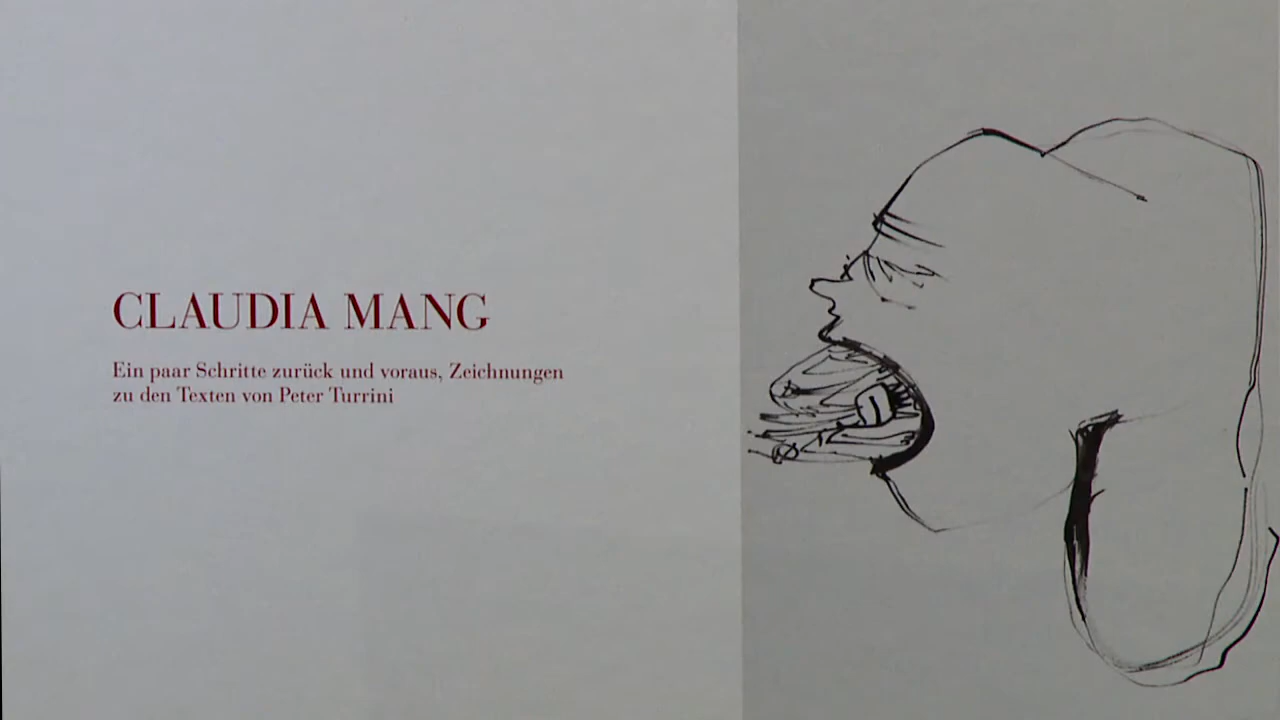 CLAUDIA MANG
Ein paar Schritte zurück und voraus, Zeichnungen
zu den Texten von Peter Turrini